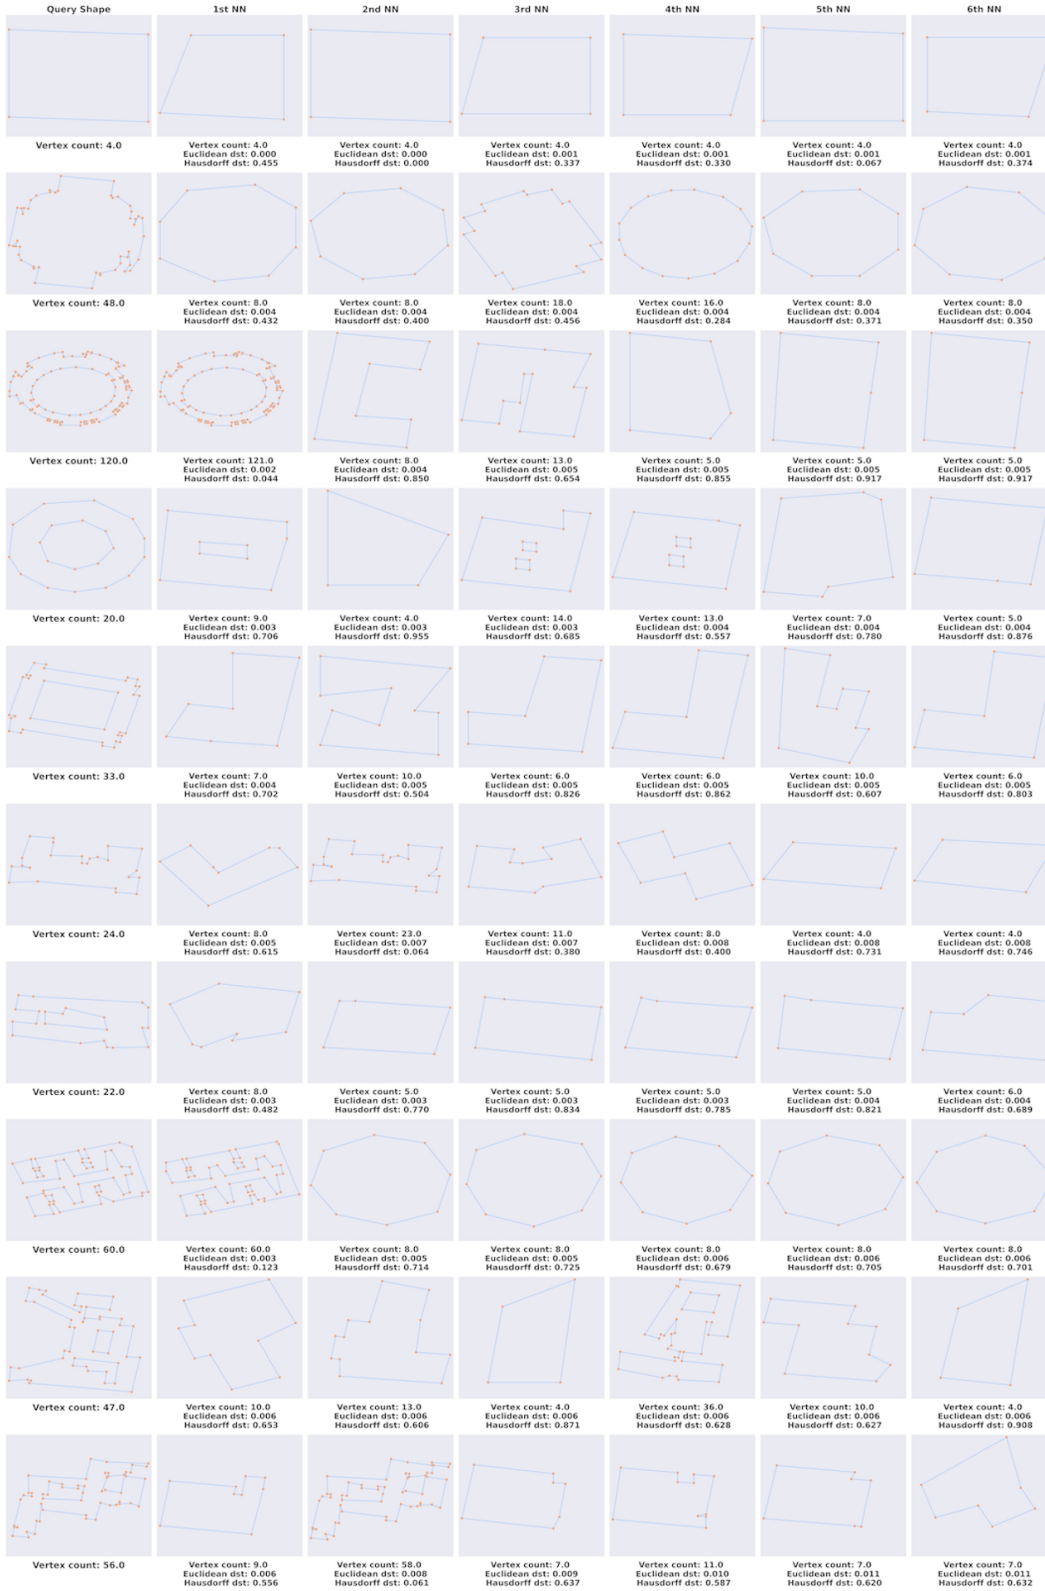 Query Shape 1st NN 2nd NN 3rd NN 4th NN 5th NN 6th NN
Vertex count: 4.0 Vertex count: 4.0 Vertex count: 4.0 Vertex count: 4.0 Vertex count: 4.0 Vertex count: 4.0 Vertex count: 4.0
Euclidean dst: 0.000 Euclidean dst: 0.000 Euclidean dst: 0.001 Euclidean dst: 0.001 Euclidean dst: 0.001 Euclidean dst: 0.001
Hausdorff dst: 0.455 Hausdorff dst: 0.000 Hausdorff dst: 0.337 Hausdorff dst: 0.330 Hausdorff dst: 0.067 Hausdorff dst: 0.374
Vertex count: 48.0 Vertex count: 8.0 Vertex count: 8.0 Vertex count: 18.0 Vertex count: 16.0 Vertex count: 8.0 Vertex count: 8.0
Euclidean dst: 0.004 Euclidean dst: 0.004 Euclidean dst: 0.004 Euclidean dst: 0.004 Euclidean dst: 0.004 Euclidean dst: 0.004
Hausdorff dst: 0.432 Hausdorff dst: 0.400 Hausdorff dst: 0.456 Hausdorff dst: 0.284 Hausdorff dst: 0.371 Hausdorff dst: 0.350
Vertex count: 120.0 Vertex count: 121.0 Vertex count: 8.0 Vertex count: 13.0 Vertex count: 5.0 Vertex count: 5.0 Vertex count: 5.0
Euclidean dst: 0.002 Euclidean dst: 0.004 Euclidean dst: 0.005 Euclidean dst: 0.005 Euclidean dst: 0.005 Euclidean dst: 0.005
Hausdorff dst: 0.044 Hausdorff dst: 0.850 Hausdorff dst: 0.654 Hausdorff dst: 0.855 Hausdorff dst: 0.917 Hausdorff dst: 0.917
Vertex count: 20.0 Vertex count: 9.0 Vertex count: 4.0 Vertex count: 14.0 Vertex count: 13.0 Vertex count: 7.0 Vertex count: 5.0
Euclidean dst: 0.003 Euclidean dst: 0.003 Euclidean dst: 0.003 Euclidean dst: 0.004 Euclidean dst: 0.004 Euclidean dst: 0.004
Hausdorff dst: 0.706 Hausdorff dst: 0.955 Hausdorff dst: 0.685 Hausdorff dst: 0.557 Hausdorff dst: 0.780 Hausdorff dst: 0.876
Vertex count: 33.0 Vertex count: 7.0 Vertex count: 10.0 Vertex count: 6.0 Vertex count: 6.0 Vertex count: 10.0 Vertex count: 6.0
Euclidean dst: 0.004 Euclidean dst: 0.005 Euclidean dst: 0.005 Euclidean dst: 0.005 Euclidean dst: 0.005 Euclidean dst: 0.005
Hausdorff dst: 0.702 Hausdorff dst: 0.504 Hausdorff dst: 0.826 Hausdorff dst: 0.862 Hausdorff dst: 0.607 Hausdorff dst: 0.803
Vertex count: 24.0 Vertex count: 8.0 Vertex count: 23.0 Vertex count: 11.0 Vertex count: 8.0 Vertex count: 4.0 Vertex count: 4.0
Euclidean dst: 0.005 Euclidean dst: 0.007 Euclidean dst: 0.007 Euclidean dst: 0.008 Euclidean dst: 0.008 Euclidean dst: 0.008
Hausdorff dst: 0.615 Hausdorff dst: 0.064 Hausdorff dst: 0.380 Hausdorff dst: 0.400 Hausdorff dst: 0.731 Hausdorff dst: 0.746
Vertex count: 22.0 Vertex count: 8.0 Vertex count: 5.0 Vertex count: 5.0 Vertex count: 5.0 Vertex count: 5.0 Vertex count: 6.0
Euclidean dst: 0.003 Euclidean dst: 0.003 Euclidean dst: 0.003 Euclidean dst: 0.003 Euclidean dst: 0.004 Euclidean dst: 0.004
Hausdorff dst: 0.482 Hausdorff dst: 0.770 Hausdorff dst: 0.834 Hausdorff dst: 0.785 Hausdorff dst: 0.821 Hausdorff dst: 0.689
Vertex count: 60.0 Vertex count: 60.0 Vertex count: 8.0 Vertex count: 8.0 Vertex count: 8.0 Vertex count: 8.0 Vertex count: 8.0
Euclidean dst: 0.003 Euclidean dst: 0.005 Euclidean dst: 0.005 Euclidean dst: 0.006 Euclidean dst: 0.006 Euclidean dst: 0.006
Hausdorff dst: 0.123 Hausdorff dst: 0.714 Hausdorff dst: 0.725 Hausdorff dst: 0.679 Hausdorff dst: 0.705 Hausdorff dst: 0.701
Vertex count: 47.0 Vertex count: 10.0 Vertex count: 13.0 Vertex count: 4.0 Vertex count: 36.0 Vertex count: 10.0 Vertex count: 4.0
Euclidean dst: 0.006 Euclidean dst: 0.006 Euclidean dst: 0.006 Euclidean dst: 0.006 Euclidean dst: 0.006 Euclidean dst: 0.006
Hausdorff dst: 0.653 Hausdorff dst: 0.606 Hausdorff dst: 0.871 Hausdorff dst: 0.628 Hausdorff dst: 0.627 Hausdorff dst: 0.908
Vertex count: 56.0 Vertex count: 9.0 Vertex count: 58.0 Vertex count: 7.0 Vertex count: 11.0 Vertex count: 7.0 Vertex count: 7.0
Euclidean dst: 0.006 Euclidean dst: 0.008 Euclidean dst: 0.009 Euclidean dst: 0.010 Euclidean dst: 0.011 Euclidean dst: 0.011
Hausdorff dst: 0.556 Hausdorff dst: 0.061 Hausdorff dst: 0.637 Hausdorff dst: 0.587 Hausdorff dst: 0.620 Hausdorff dst: 0.632